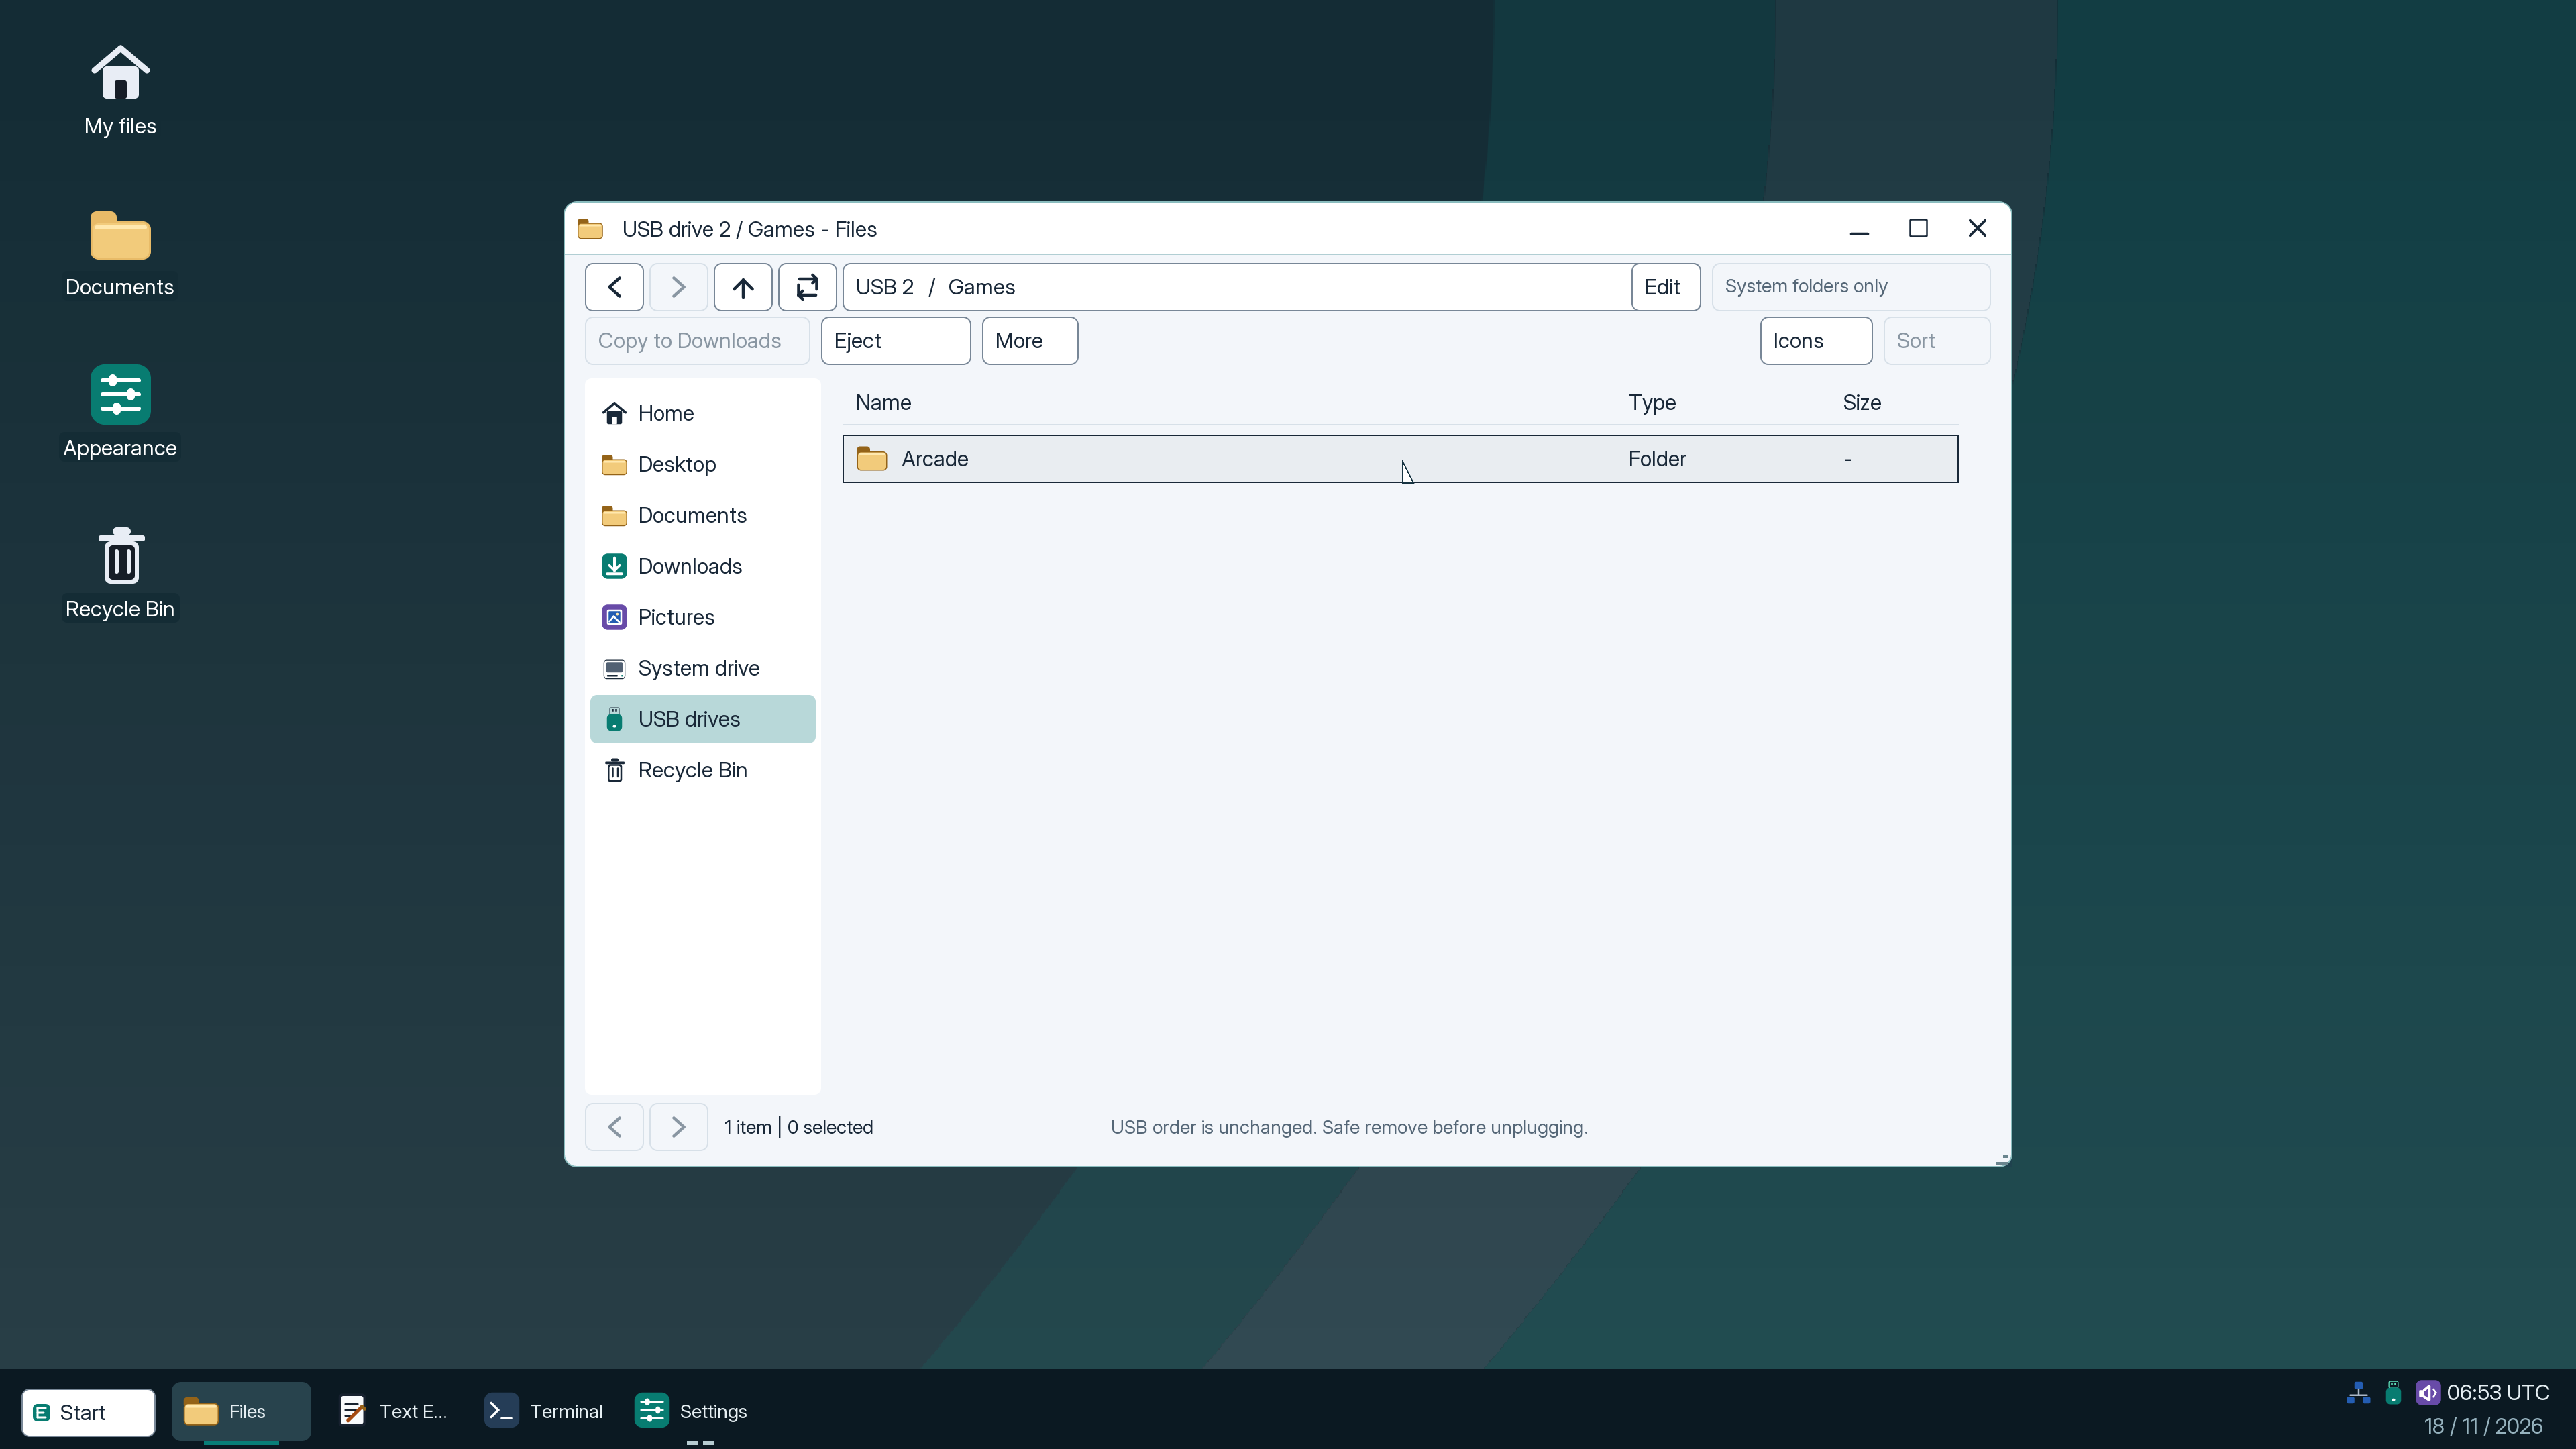 My files
Documents
Appearance
Recycle Bin
USB drive 2 / Games - Files
USB 2 / Games
Edit
System folders only
Copy to Downloads
Eject
More
Icons
Sort
Home
Desktop
Documents
Downloads
Pictures
System drive
USB drives
Recycle Bin
Name Type Size
Arcade Folder -
1 item | 0 selected
USB order is unchanged. Safe remove before unplugging.
Start
Files
Text E...
Terminal
Settings
06:53 UTC
18 / 11 / 2026